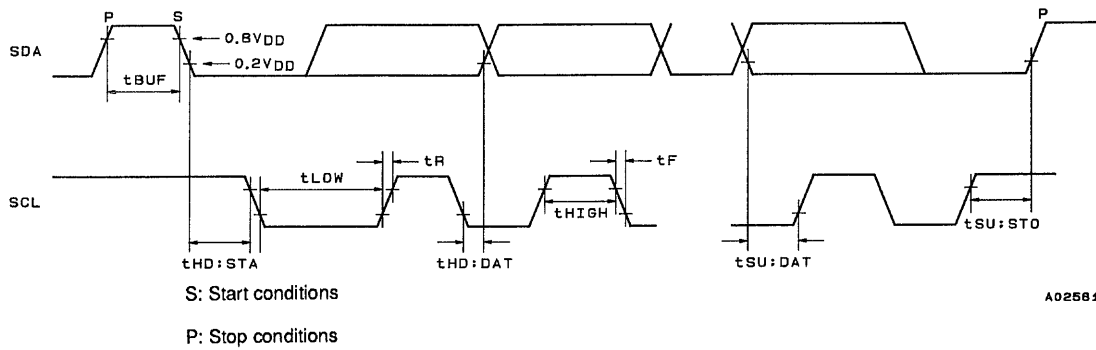 P S P
SDA 0.8VDD
0.2VDD
tBUF
tR tF
tLOW
SCL tHIGH
tSU:STO
tHD:STA tHD:DAT tSU:DAT
S: Start conditions
P: Stop conditions